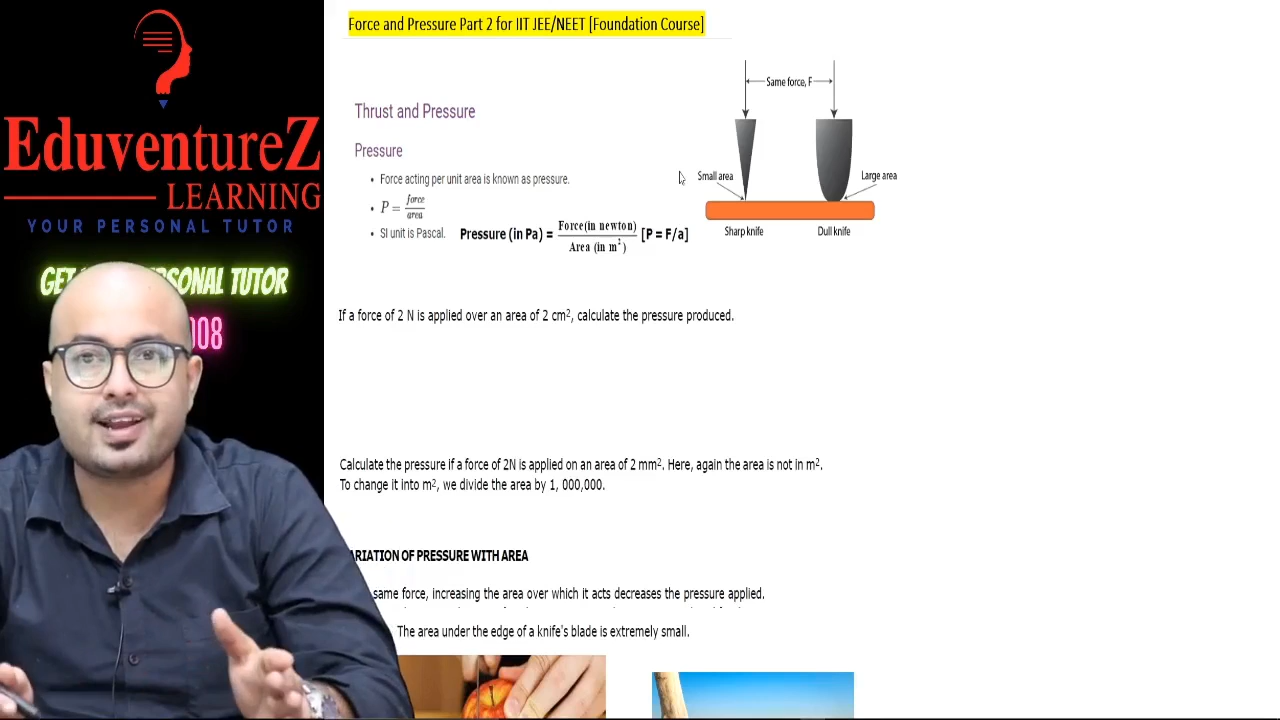 Force and Pressure Part 2 for IIT JEE/NEET [Foundation Course]
EduventureZ
LEARNING
YOUR PERSONAL TUTOR
GET
PERSONAL TUTOR
008
Thrust and Pressure
Pressure
• Force acting per unit area is known as pressure.
• P = force/area
• SI unit is Pascal.
Pressure (in Pa) = Force(in newton)/Area (in m²) [P = F/a]
Same force, F
Small area
Large area
Sharp knife
Dull knife
If a force of 2 N is applied over an area of 2 cm², calculate the pressure produced.
Calculate the pressure if a force of 2N is applied on an area of 2 mm². Here, again the area is not in m².
To change it into m², we divide the area by 1, 000,000.
ARIATION OF PRESSURE WITH AREA
same force, increasing the area over which it acts decreases the pressure applied.
The area under the edge of a knife's blade is extremely small.